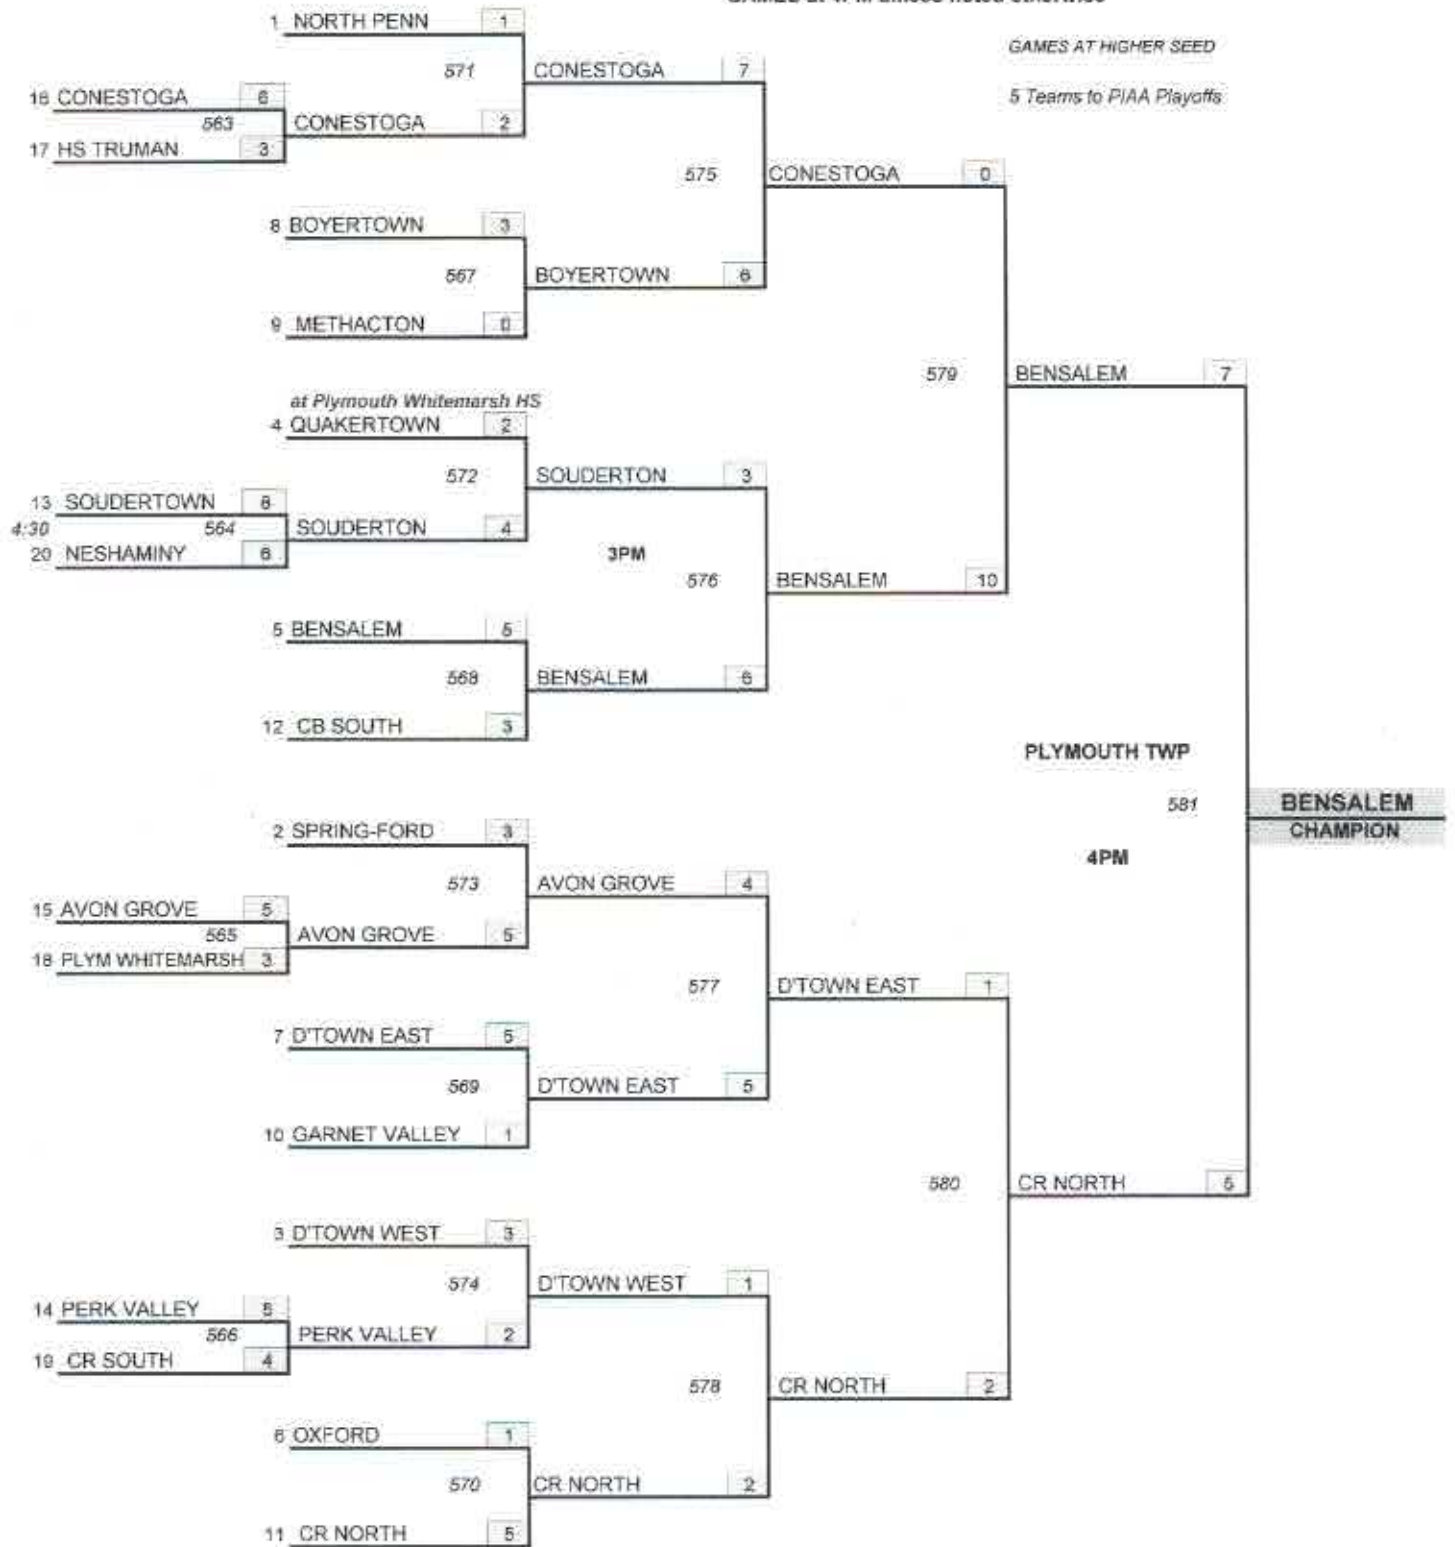 1 NORTH PENN 1
GAMES AT HIGHER SEED
571 CONESTOGA 7
5 Teams to PIAA Playoffs
16 CONESTOGA 6
563 CONESTOGA 2
17 HS TRUMAN 3
575 CONESTOGA 0
8 BOYERTOWN 3
567 BOYERTOWN 6
9 METHACTON 0
579 BENSALEM 7
at Plymouth Whitemarsh HS
4 QUAKERTOWN 2
572 SOUDERTON 3
13 SOUDERTOWN 8
4:30 564 SOUDERTON 4
20 NESHAMINY 6
3PM
576 BENSALEM 10
5 BENSALEM 5
568 BENSALEM 6
12 CB SOUTH 3
PLYMOUTH TWP
581 BENSALEM
CHAMPION
2 SPRING-FORD 3
4PM
573 AVON GROVE 4
15 AVON GROVE 5
565 AVON GROVE 5
18 PLYM WHITEMARSH 3
577 D'TOWN EAST 1
7 D'TOWN EAST 5
569 D'TOWN EAST 5
10 GARNET VALLEY 1
580 CR NORTH 5
3 D'TOWN WEST 3
574 D'TOWN WEST 1
14 PERK VALLEY 5
566 PERK VALLEY 2
19 CR SOUTH 4
578 CR NORTH 2
6 OXFORD 1
570 CR NORTH 2
11 CR NORTH 5